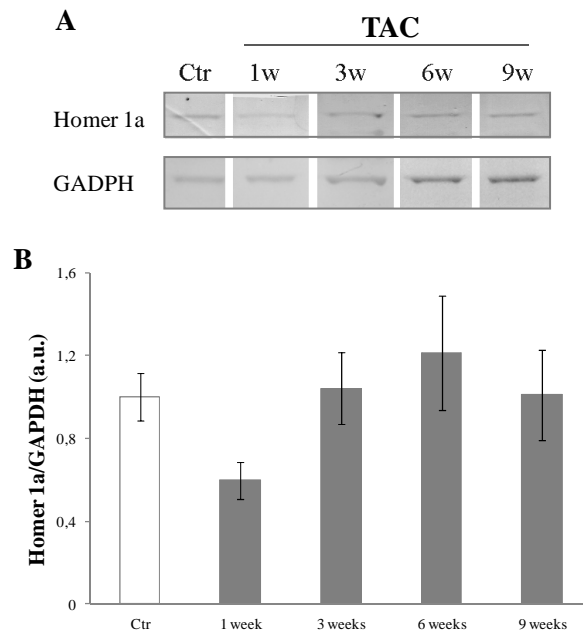 A
TAC
Ctr 1w 3w 6w 9w
Homer 1a
GADPH
B
Homer 1a/GAPDH (a.u.)
1,6
1,2
0,8
0,4
0
Ctr 1 week 3 weeks 6 weeks 9 weeks